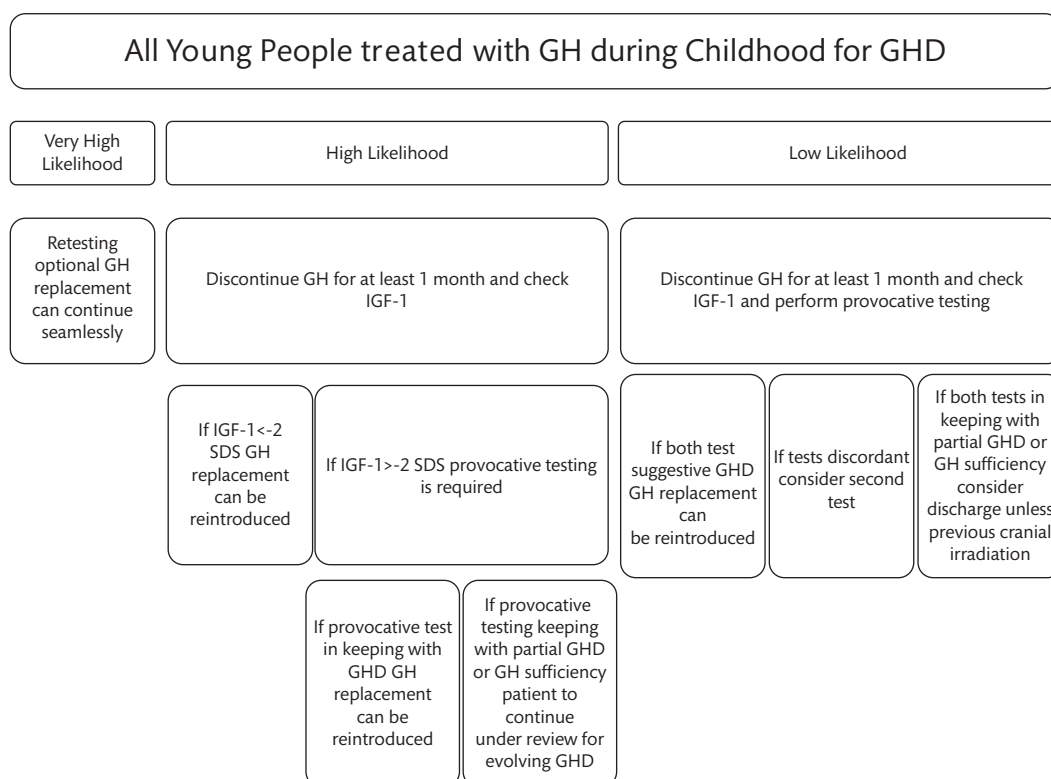 All Young People treated with GH during Childhood for GHD
Very High
Likelihood
High Likelihood
Low Likelihood
Retesting
optional GH
replacement
can continue
seamlessly
Discontinue GH for at least 1 month and check
IGF-1
Discontinue GH for at least 1 month and check
IGF-1 and perform provocative testing
If IGF-1<-2
SDS GH
replacement
can be
reintroduced
If IGF-1>-2 SDS provocative testing
is required
If both test
suggestive GHD
GH replacement
can
be reintroduced
If tests discordant
consider second
test
If both tests in
keeping with
partial GHD or
GH sufficiency
consider
discharge unless
previous cranial
irradiation
If provocative test
in keeping with
GHD GH
replacement
can be
reintroduced
If provocative
testing keeping
with partial GHD
or GH sufficiency
patient to
continue
under review for
evolving GHD